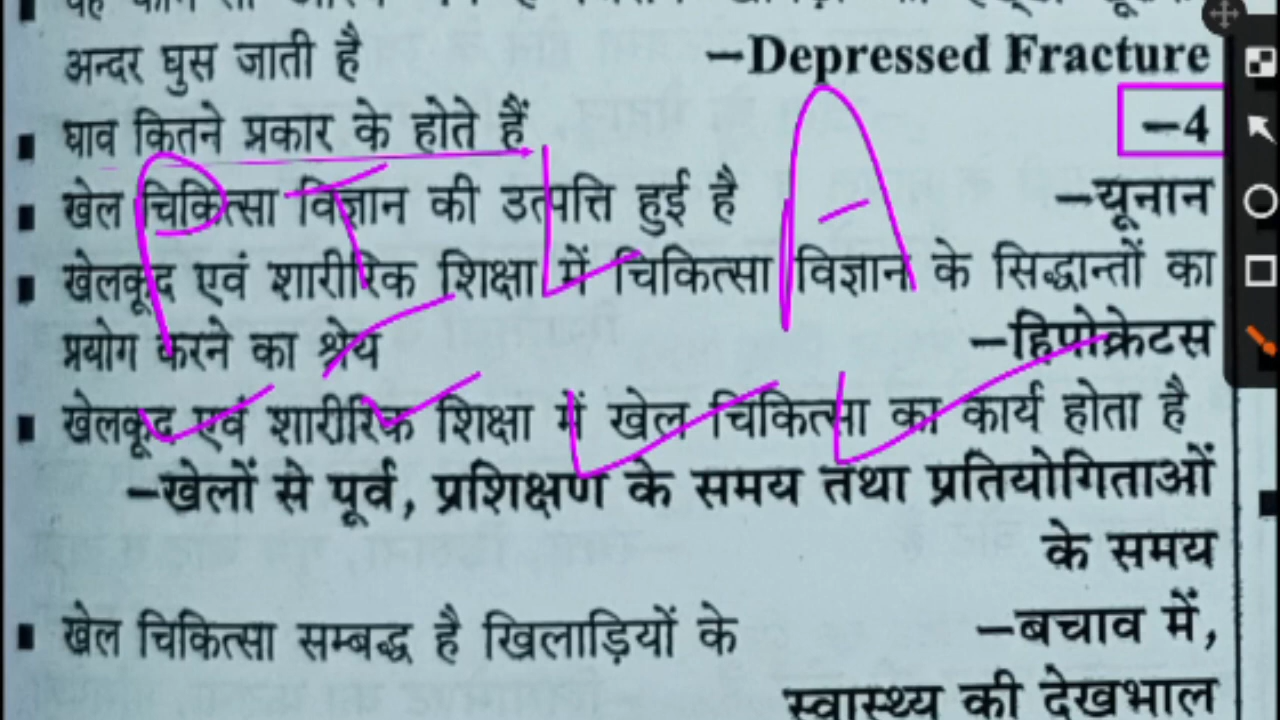 अन्दर घुस जाती है –Depressed Fracture
घाव कितने प्रकार के होते हैं –4
खेल चिकित्सा विज्ञान की उत्पत्ति हुई है –यूनान
खेलकूद एवं शारीरिक शिक्षा में चिकित्सा विज्ञान के सिद्धान्तों का
प्रयोग करने का श्रेय –हिपोक्रेटस
खेलकूद एवं शारीरिक शिक्षा में खेल चिकित्सा का कार्य होता है
–खेलों से पूर्व, प्रशिक्षण के समय तथा प्रतियोगिताओं
के समय
खेल चिकित्सा सम्बद्ध है खिलाड़ियों के –बचाव में,
स्वास्थ्य की देखभाल
P I L A